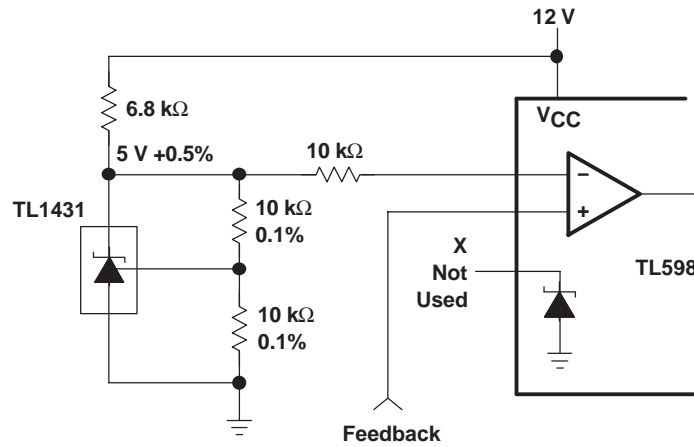 12 V
6.8 kΩ
VCC
5 V +0.5%
10 kΩ
−
TL1431
10 kΩ
0.1%
+
X
Not
Used
TL598
10 kΩ
0.1%
Feedback